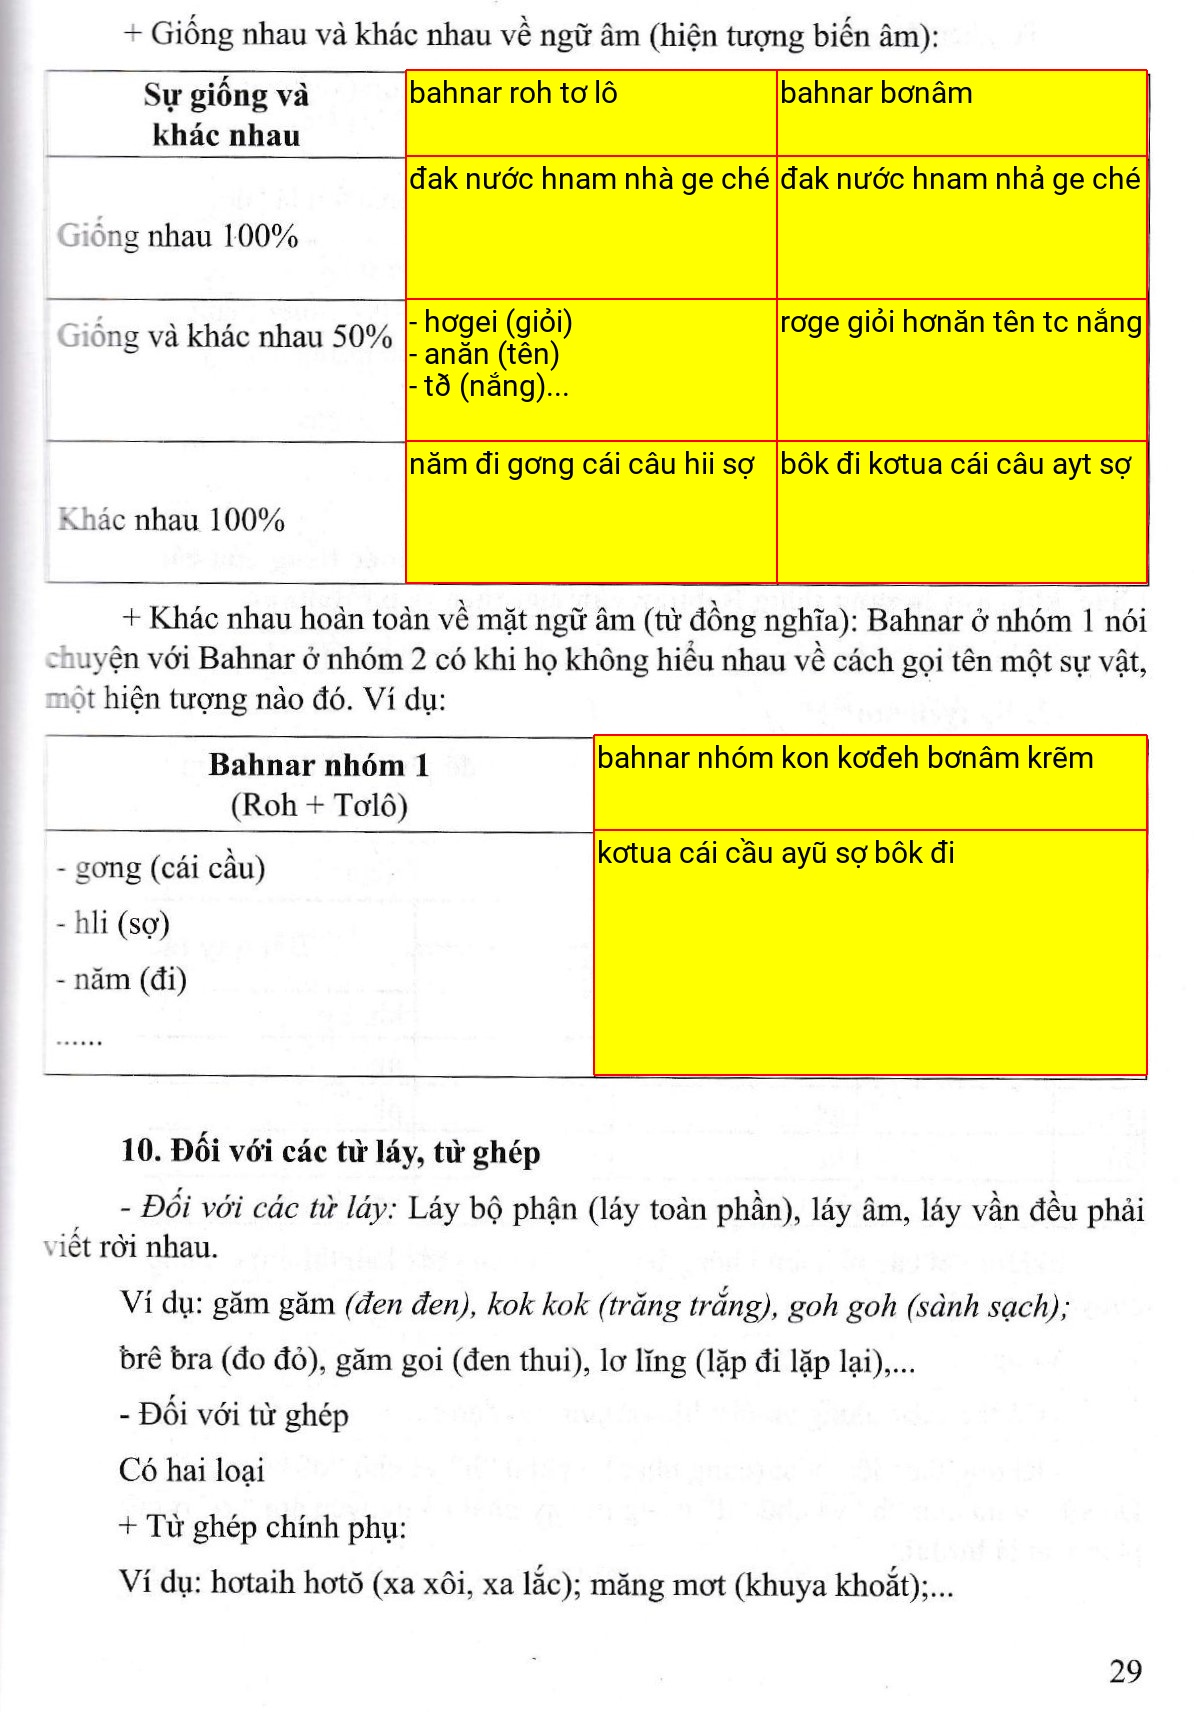 + Giống nhau và khác nhau về ngữ âm (hiện tượng biến âm):
Sự giống và khác nhau
bahnar roh tơ lô
bahnar bơnâm
Giống nhau 100%
đak nước hnam nhà ge ché
đak nước hnam nhả ge ché
Giống và khác nhau 50%
- hơgei (giỏi)
- anăn (tên)
- tð (nắng)...
rơge giỏi hơnăn tên tc nắng
Khác nhau 100%
năm đi gơng cái câu hii sợ
bôk đi kơtua cái câu ayt sợ
+ Khác nhau hoàn toàn về mặt ngữ âm (từ đồng nghĩa): Bahnar ở nhóm 1 nói
chuyện với Bahnar ở nhóm 2 có khi họ không hiểu nhau về cách gọi tên một sự vật,
một hiện tượng nào đó. Ví dụ:
Bahnar nhóm 1
(Roh + Tơlô)
bahnar nhóm kon kơđeh bơnâm krẽm
- gơng (cái cầu)
- hli (sợ)
- năm (đi)
......
kơtua cái cầu ayũ sợ bôk đi
10. Đối với các từ láy, từ ghép
- Đối với các từ láy: Láy bộ phận (láy toàn phần), láy âm, láy vần đều phải
viết rời nhau.
Ví dụ: găm găm (đen đen), kok kok (trăng trắng), goh goh (sành sạch);
ƀrê ƀra (đo đỏ), găm goi (đen thui), lơ lĭng (lặp đi lặp lại),...
- Đối với từ ghép
Có hai loại
+ Từ ghép chính phụ:
Ví dụ: hơtaih hơtŏ (xa xôi, xa lắc); măng mơt (khuya khoắt);...
29